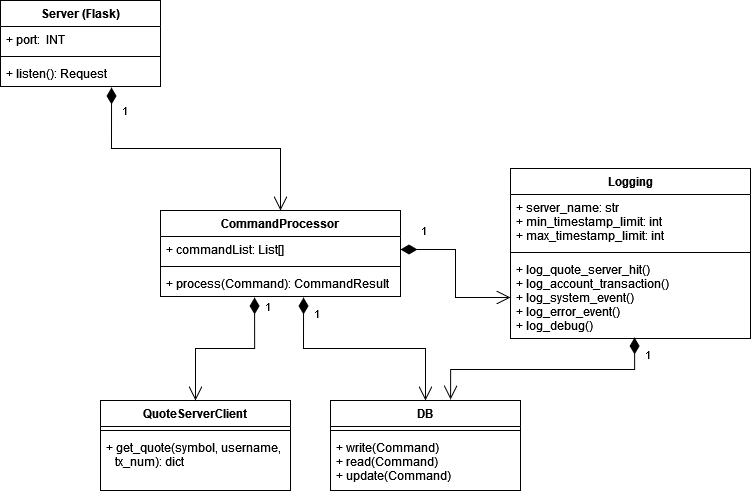 Server (Flask)
+ port: INT
+ listen(): Request
1
CommandProcessor
+ commandList: List[]
+ process(Command): CommandResult
1
1
1
Logging
+ server_name: str
+ min_timestamp_limit: int
+ max_timestamp_limit: int
+ log_quote_server_hit()
+ log_account_transaction()
+ log_system_event()
+ log_error_event()
+ log_debug()
1
QuoteServerClient
+ get_quote(symbol, username,
tx_num): dict
DB
+ write(Command)
+ read(Command)
+ update(Command)